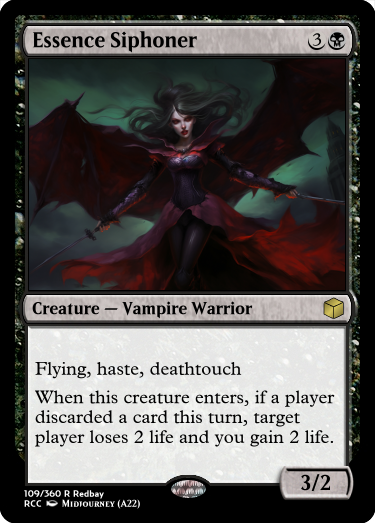 Essence Siphoner 3
Creature — Vampire Warrior
Flying, haste, deathtouch
When this creature enters, if a player
discarded a card this turn, target
player loses 2 life and you gain 2 life.
3/2
109/360 R Redbay
RCC MIDJOURNEY (A22)